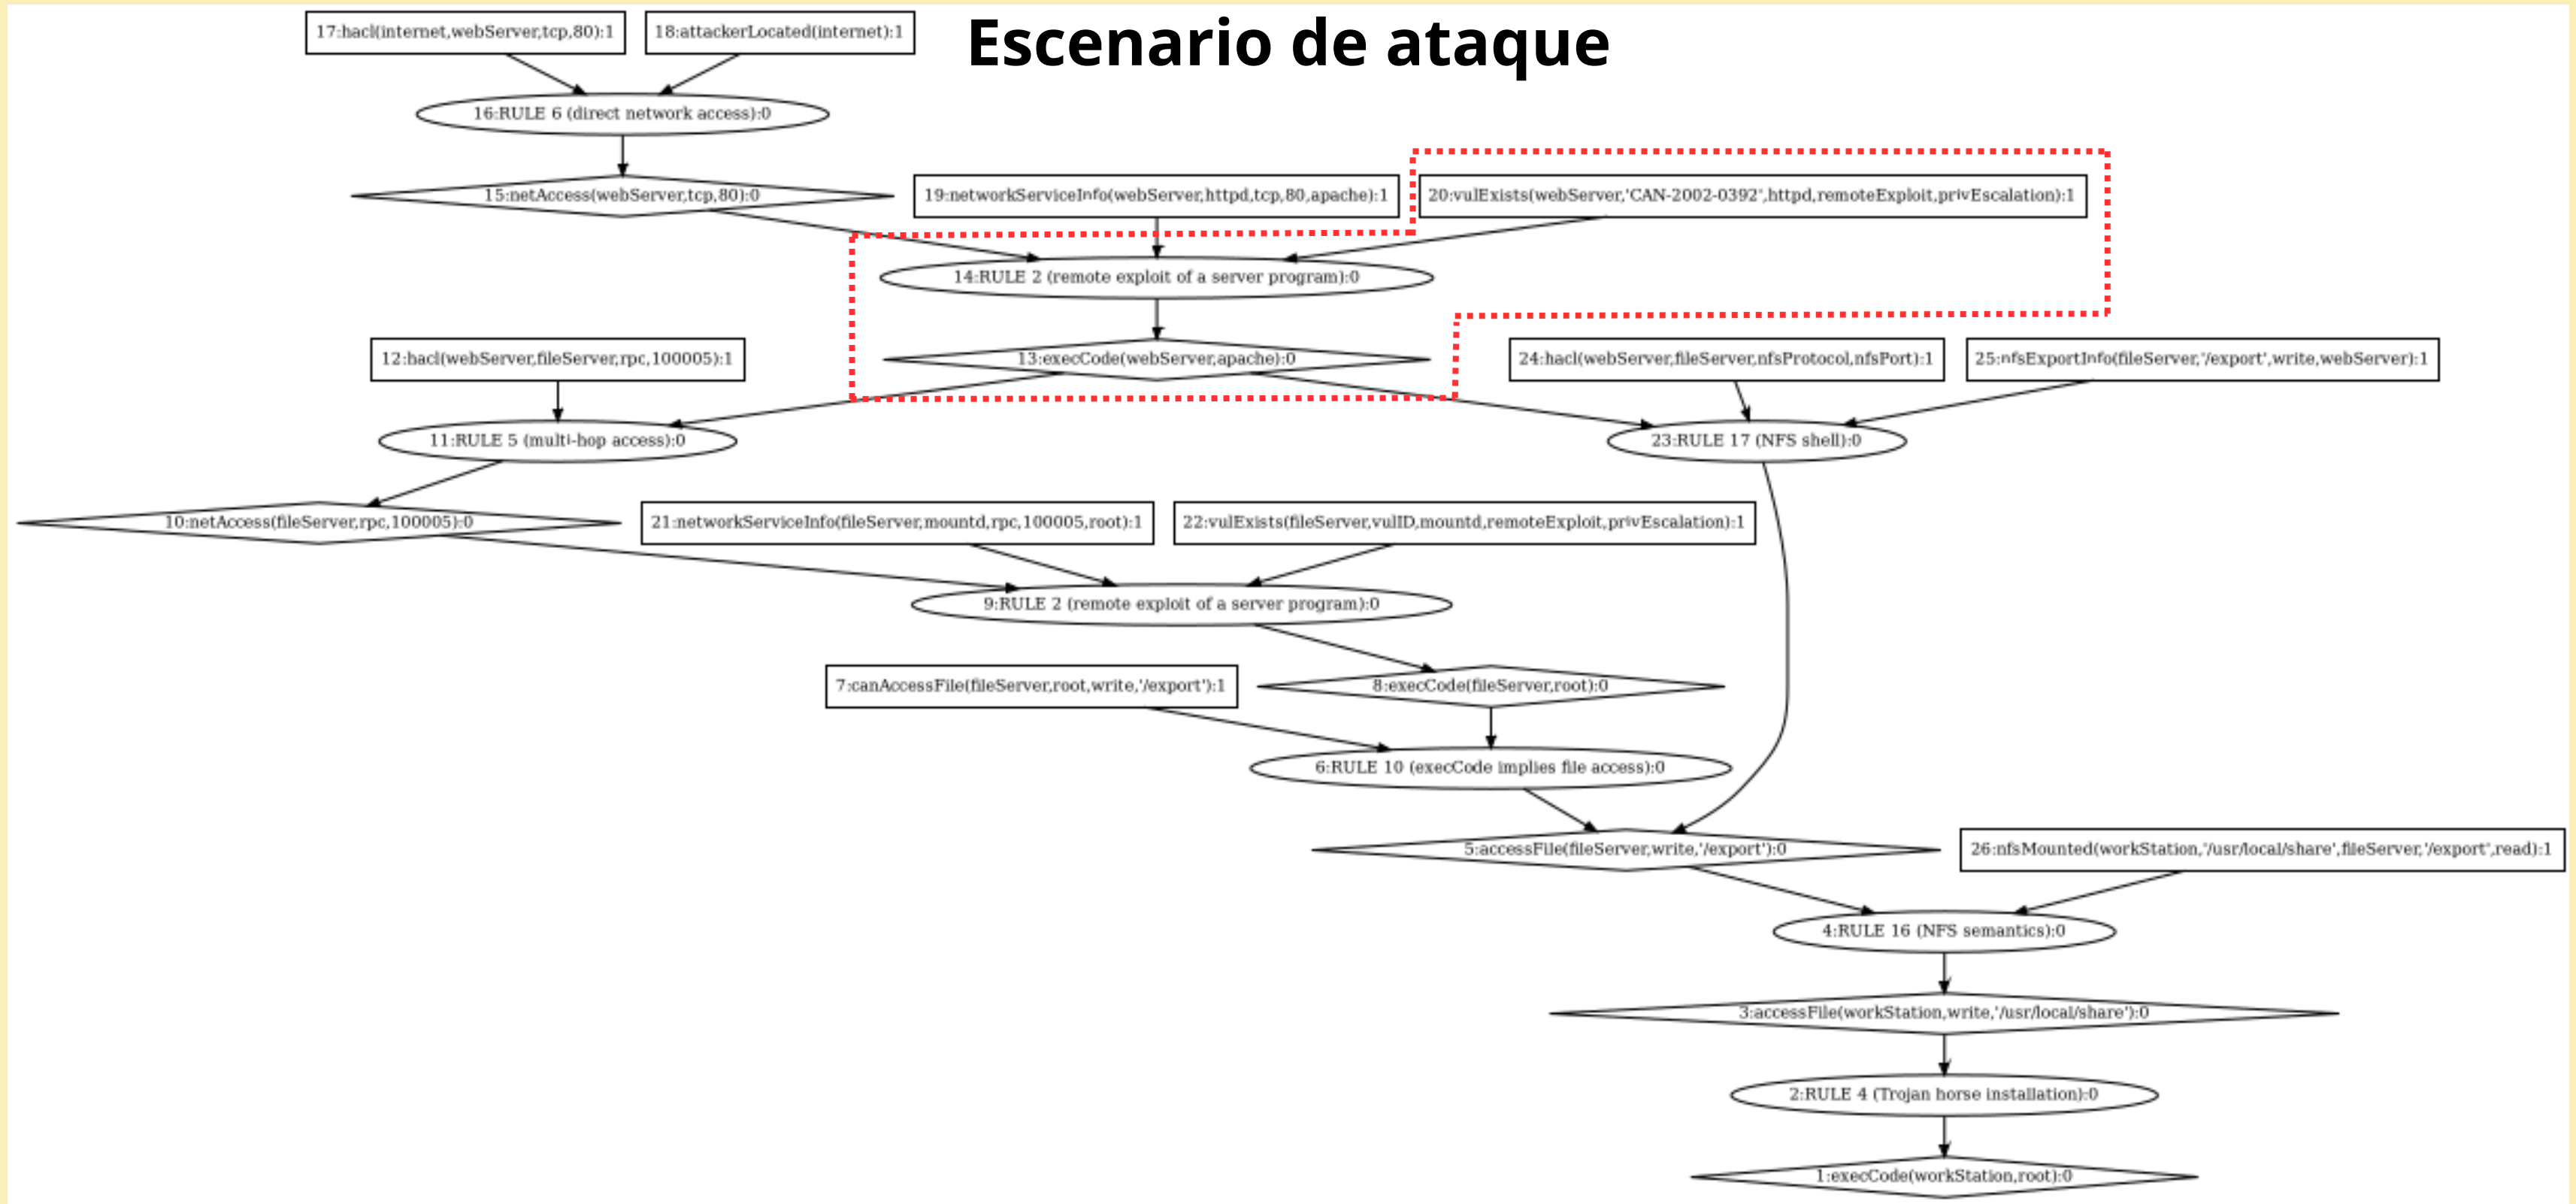 Escenario de ataque
17:hacl(internet,webServer,tcp,80):1
18:attackerLocated(internet):1
16:RULE 6 (direct network access):0
15:netAccess(webServer,tcp,80):0
19:networkServiceInfo(webServer,httpd,tcp,80,apache):1
20:vulExists(webServer,'CAN-2002-0392',httpd,remoteExploit,privEscalation):1
14:RULE 2 (remote exploit of a server program):0
12:hacl(webServer,fileServer,rpc,100005):1
13:execCode(webServer,apache):0
24:hacl(webServer,fileServer,nfsProtocol,nfsPort):1
25:nfsExportInfo(fileServer,'/export',write,webServer):1
11:RULE 5 (multi-hop access):0
23:RULE 17 (NFS shell):0
10:netAccess(fileServer,rpc,100005):0
21:networkServiceInfo(fileServer,mountd,rpc,100005,root):1
22:vulExists(fileServer,vulID,mountd,remoteExploit,privEscalation):1
9:RULE 2 (remote exploit of a server program):0
7:canAccessFile(fileServer,root,write,'/export'):1
8:execCode(fileServer,root):0
6:RULE 10 (execCode implies file access):0
5:accessFile(fileServer,write,'/export'):0
26:nfsMounted(workStation,'/usr/local/share',fileServer,'/export',read):1
4:RULE 16 (NFS semantics):0
3:accessFile(workStation,write,'/usr/local/share'):0
2:RULE 4 (Trojan horse installation):0
1:execCode(workStation,root):0